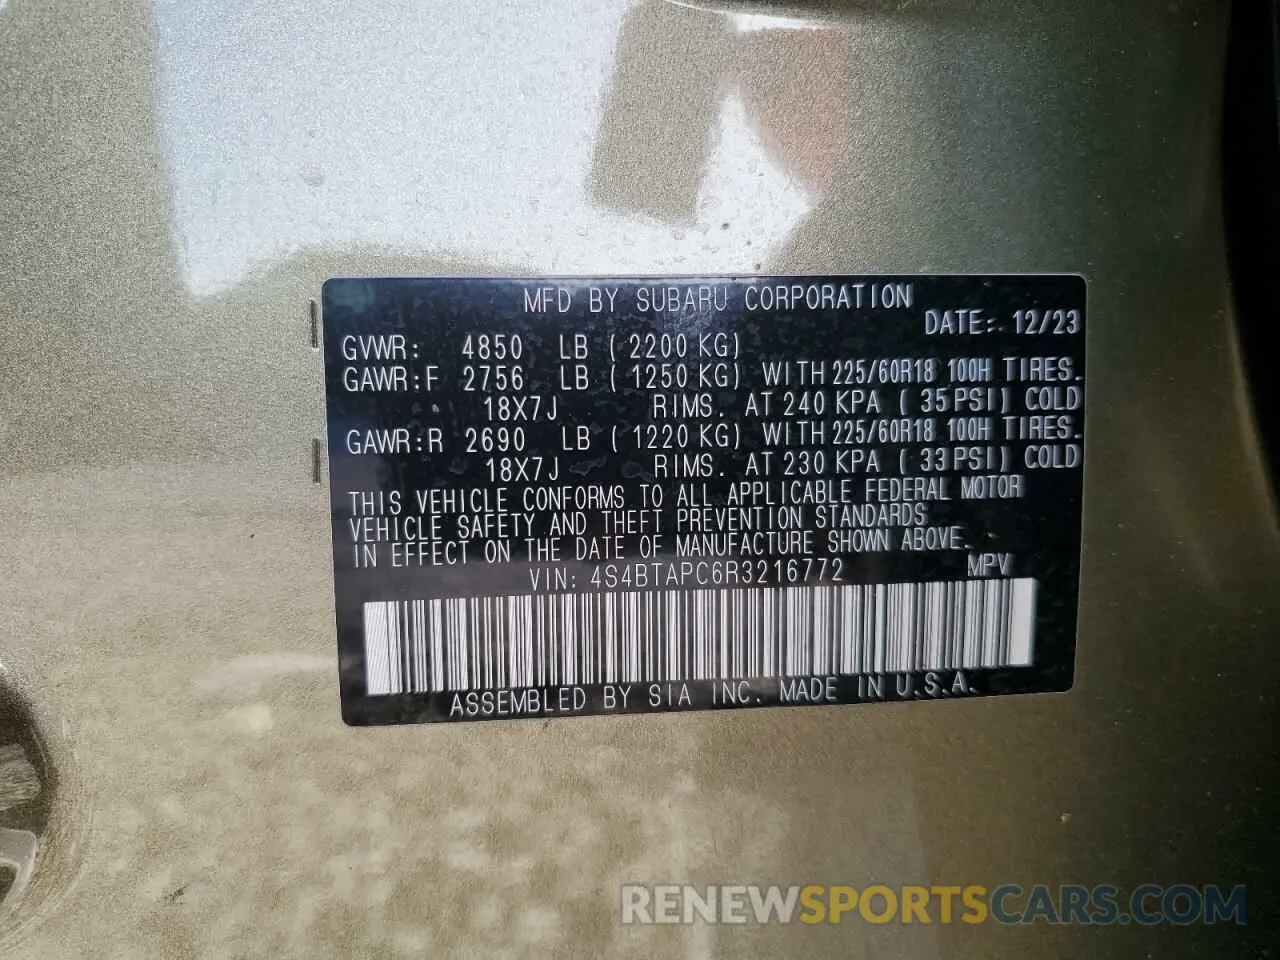 MFD BY SUBARU CORPORATION
DATE: 12/23
GVWR: 4850 LB ( 2200 KG)
GAWR:F 2756 LB ( 1250 KG) WITH 225/60R18 100H TIRES.
18X7J RIMS. AT 240 KPA ( 35PSI) COLD
GAWR:R 2690 LB ( 1220 KG) WITH 225/60R18 100H TIRES.
18X7J RIMS. AT 230 KPA ( 33PSI) COLD
THIS VEHICLE CONFORMS TO ALL APPLICABLE FEDERAL MOTOR
VEHICLE SAFETY AND THEFT PREVENTION STANDARDS
IN EFFECT ON THE DATE OF MANUFACTURE SHOWN ABOVE.
VIN: 4S4BTAPC6R3216772 MPV
ASSEMBLED BY SIA INC. MADE IN U.S.A.
RENEWSPORTSCARS.COM